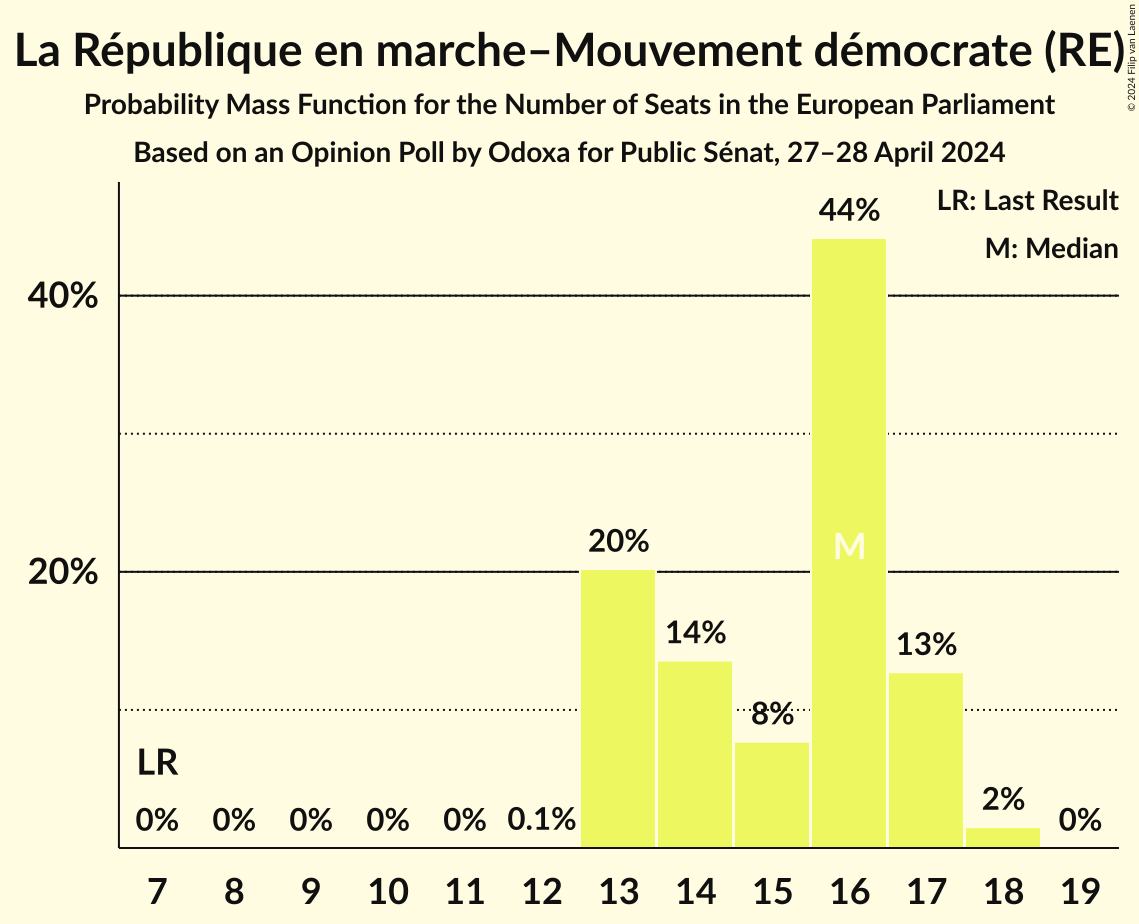 La République en marche–Mouvement démocrate (RE)
© 2024 Filip van Laenen
Probability Mass Function for the Number of Seats in the European Parliament
Based on an Opinion Poll by Odoxa for Public Sénat, 27–28 April 2024
LR: Last Result
M: Median
44%
40%
20%
M
20%
14%
13%
8%
LR
2%
0% 0% 0% 0% 0% 0.1% 0%
7 8 9 10 11 12 13 14 15 16 17 18 19